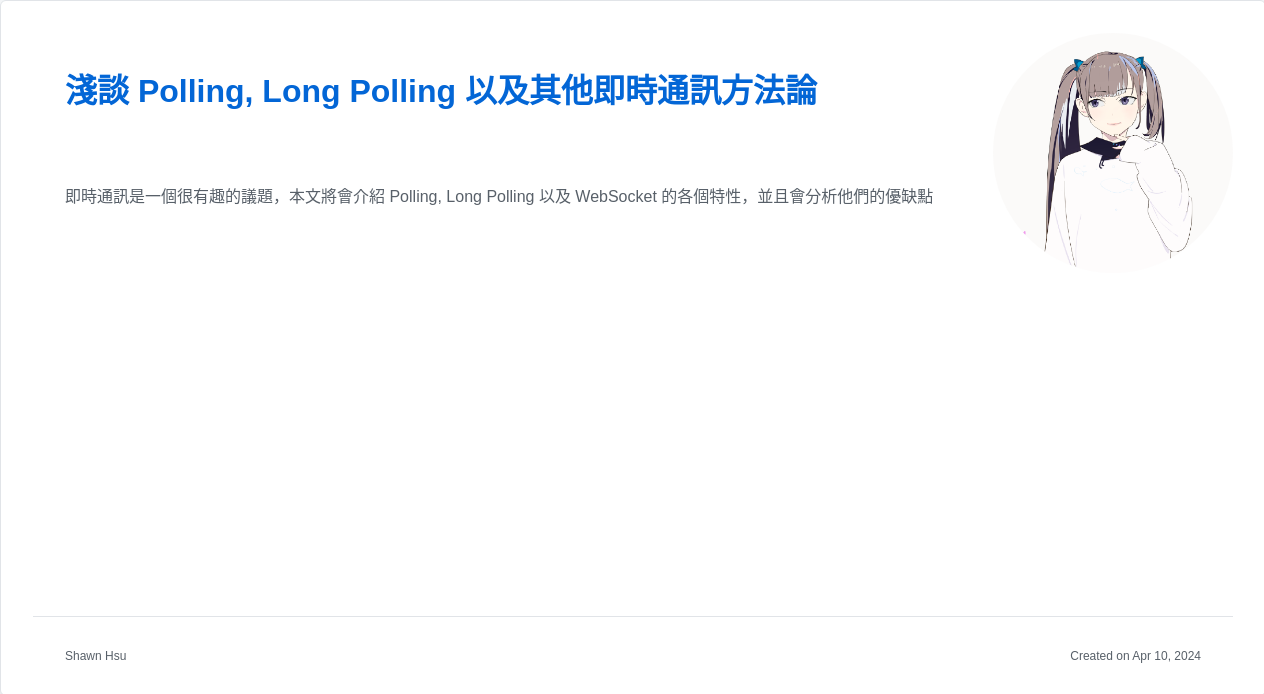 淺談 Polling, Long Polling 以及其他即時通訊方法論
即時通訊是一個很有趣的議題，本文將會介紹 Polling, Long Polling 以及 WebSocket 的各個特性，並且會分析他們的優缺點
Shawn Hsu
Created on Apr 10, 2024